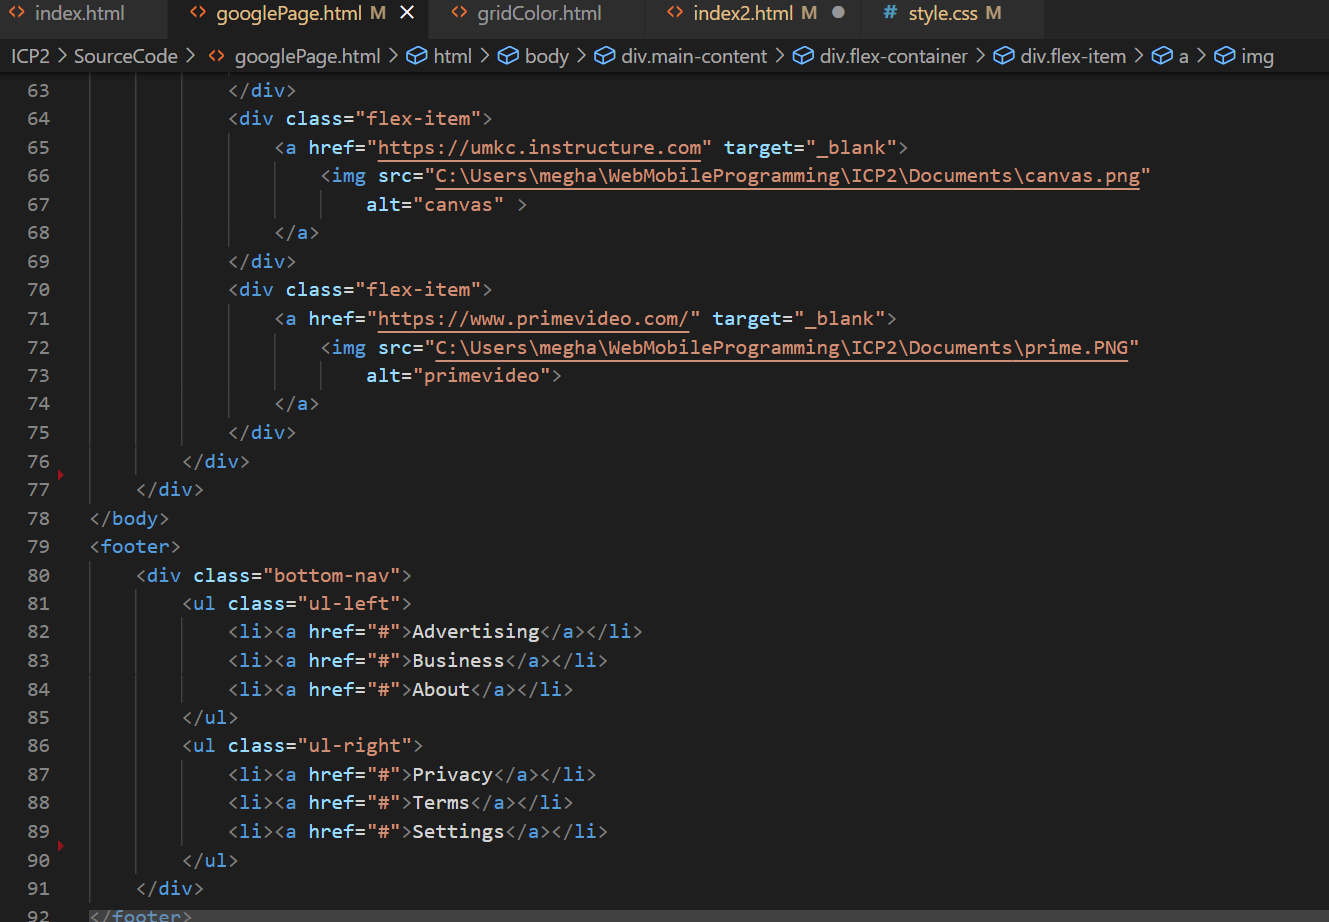 index.html googlePage.html M × gridColor.html index2.html M ● # style.css M
ICP2 > SourceCode > <> googlePage.html > html > body > div.main-content > div.flex-container > div.flex-item > a > img
63 </div>
64 <div class="flex-item">
65 <a href="https://umkc.instructure.com" target="_blank">
66 <img src="C:\Users\megha\WebMobileProgramming\ICP2\Documents\canvas.png"
67 alt="canvas" >
68 </a>
69 </div>
70 <div class="flex-item">
71 <a href="https://www.primevideo.com/" target="_blank">
72 <img src="C:\Users\megha\WebMobileProgramming\ICP2\Documents\prime.PNG"
73 alt="primevideo">
74 </a>
75 </div>
76 </div>
77 </div>
78 </body>
79 <footer>
80 <div class="bottom-nav">
81 <ul class="ul-left">
82 <li><a href="#">Advertising</a></li>
83 <li><a href="#">Business</a></li>
84 <li><a href="#">About</a></li>
85 </ul>
86 <ul class="ul-right">
87 <li><a href="#">Privacy</a></li>
88 <li><a href="#">Terms</a></li>
89 <li><a href="#">Settings</a></li>
90 </ul>
91 </div>
92 </footer>